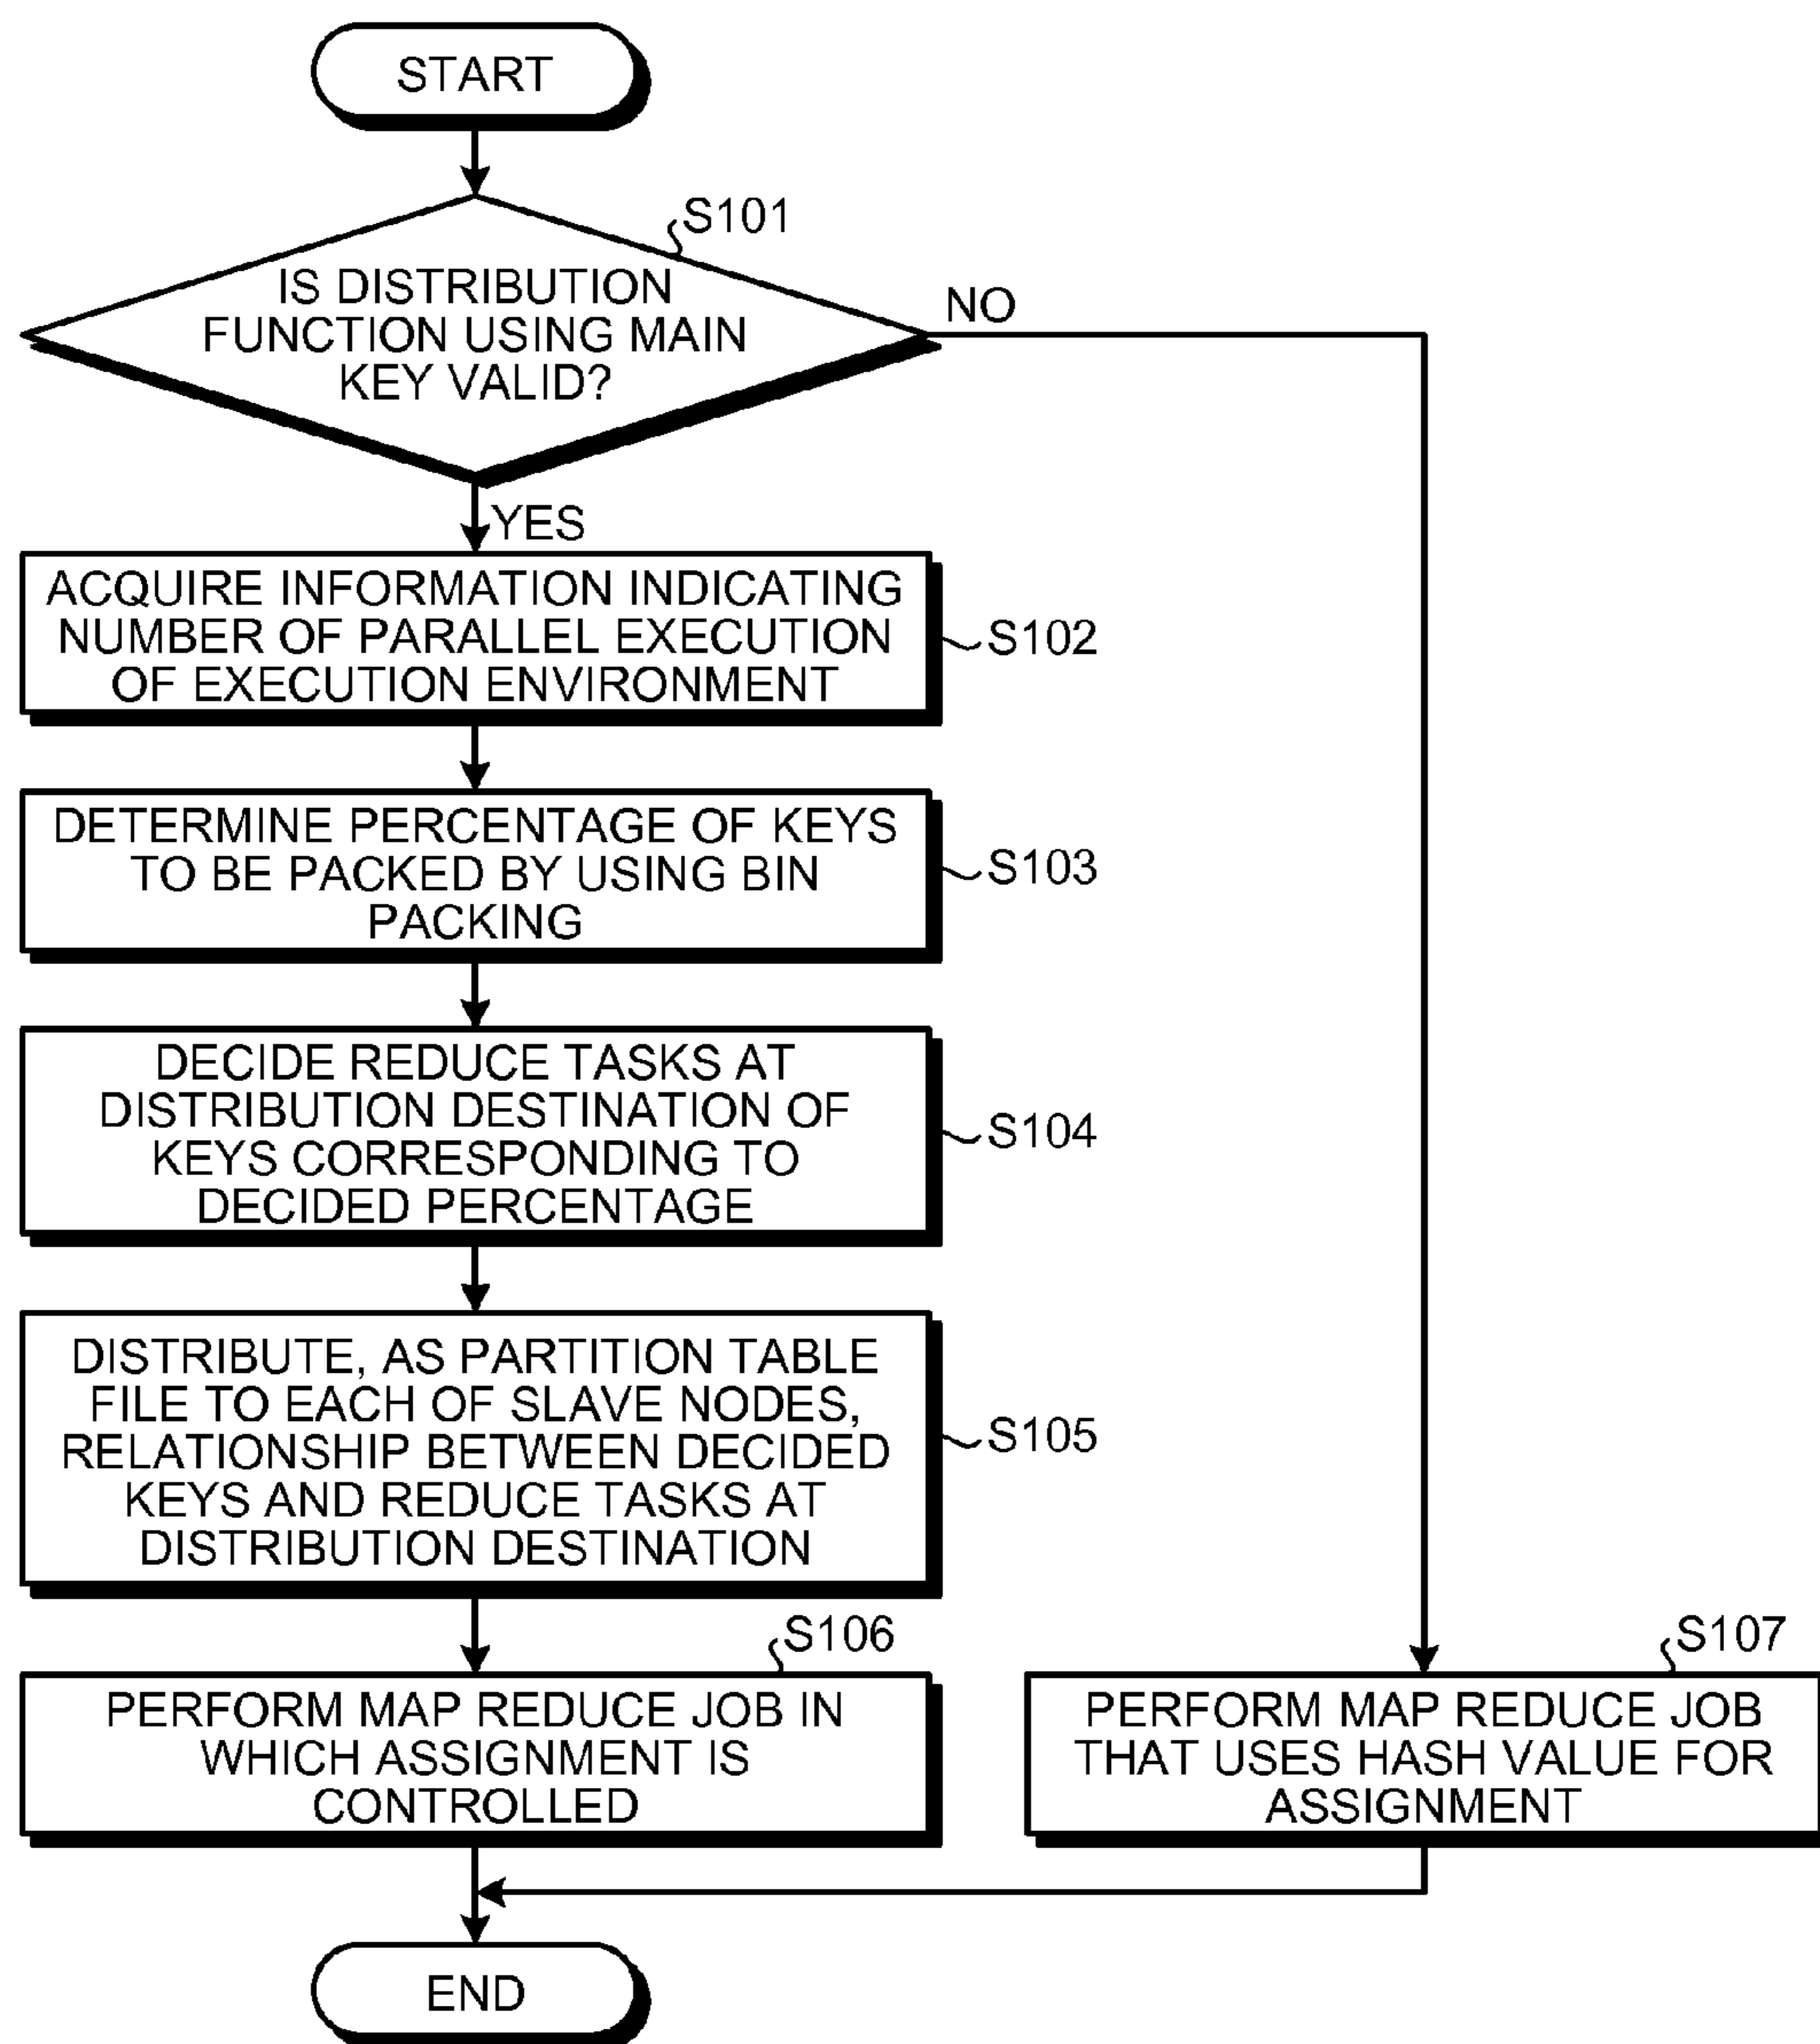 START
S101
IS DISTRIBUTION
FUNCTION USING MAIN
KEY VALID?
NO
YES
ACQUIRE INFORMATION INDICATING
NUMBER OF PARALLEL EXECUTION
OF EXECUTION ENVIRONMENT
S102
DETERMINE PERCENTAGE OF KEYS
TO BE PACKED BY USING BIN
PACKING
S103
DECIDE REDUCE TASKS AT
DISTRIBUTION DESTINATION OF
KEYS CORRESPONDING TO
DECIDED PERCENTAGE
S104
DISTRIBUTE, AS PARTITION TABLE
FILE TO EACH OF SLAVE NODES,
RELATIONSHIP BETWEEN DECIDED
KEYS AND REDUCE TASKS AT
DISTRIBUTION DESTINATION
S105
S106
PERFORM MAP REDUCE JOB IN
WHICH ASSIGNMENT IS
CONTROLLED
S107
PERFORM MAP REDUCE JOB
THAT USES HASH VALUE FOR
ASSIGNMENT
END